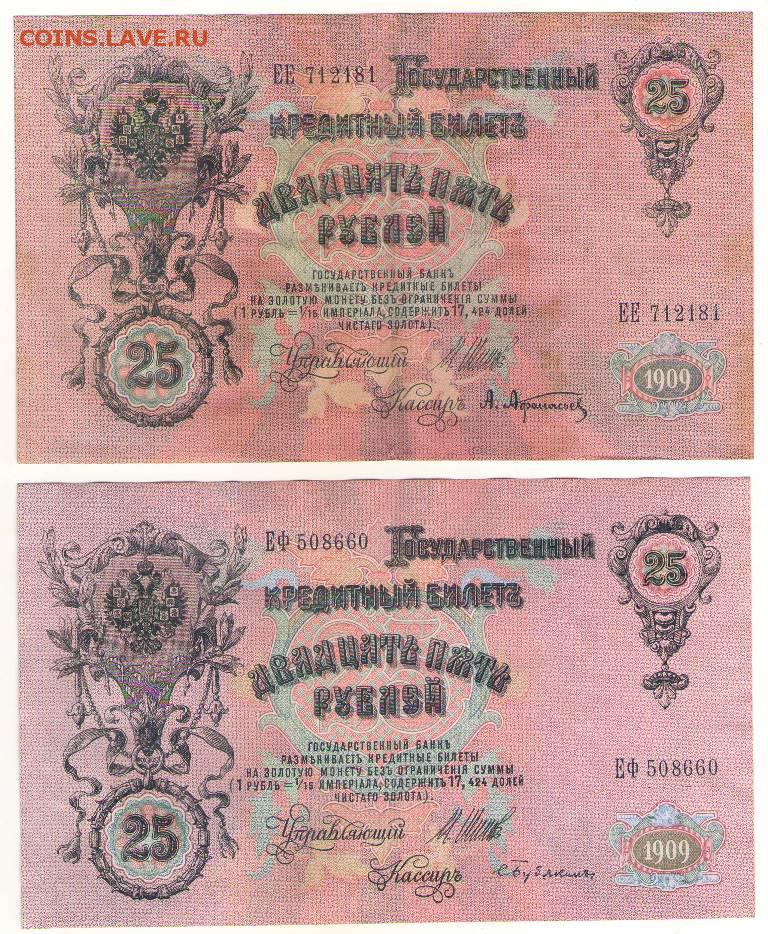 COINS.LAVE.РУ
ЕЕ 712181 ГОСУДАРСТВЕННЫЙ
25
КРЕДИТНЫЙ БИЛЕТЪ
ДВАДЦАТЬ ПЯТЬ
РУБЛЕЙ
ГОСУДАРСТВЕННЫЙ БАНКЪ
РАЗМѢНИВАЕТЪ КРЕДИТНЫЕ БИЛЕТЫ
НА ЗОЛОТУЮ МОНЕТУ БЕЗЪ ОГРАНИЧЕНІЯ СУММЫ
(1 РУБЛЬ = 1/15 ИМПЕРІАЛА, СОДЕРЖИТЪ 17,424 ДОЛЕЙ
ЧИСТАГО ЗОЛОТА).
ЕЕ 712181
25
Управляющій И. Шипов
Кассиръ А. Афанасьев
1909
ЕФ 508660 ГОСУДАРСТВЕННЫЙ
25
КРЕДИТНЫЙ БИЛЕТЪ
ДВАДЦАТЬ ПЯТЬ
РУБЛЕЙ
ГОСУДАРСТВЕННЫЙ БАНКЪ
РАЗМѢНИВАЕТЪ КРЕДИТНЫЕ БИЛЕТЫ
НА ЗОЛОТУЮ МОНЕТУ БЕЗЪ ОГРАНИЧЕНІЯ СУММЫ
(1 РУБЛЬ = 1/15 ИМПЕРІАЛА, СОДЕРЖИТЪ 17,424 ДОЛЕЙ
ЧИСТАГО ЗОЛОТА).
ЕФ 508660
25
Управляющій И. Шипов
Кассиръ
1909